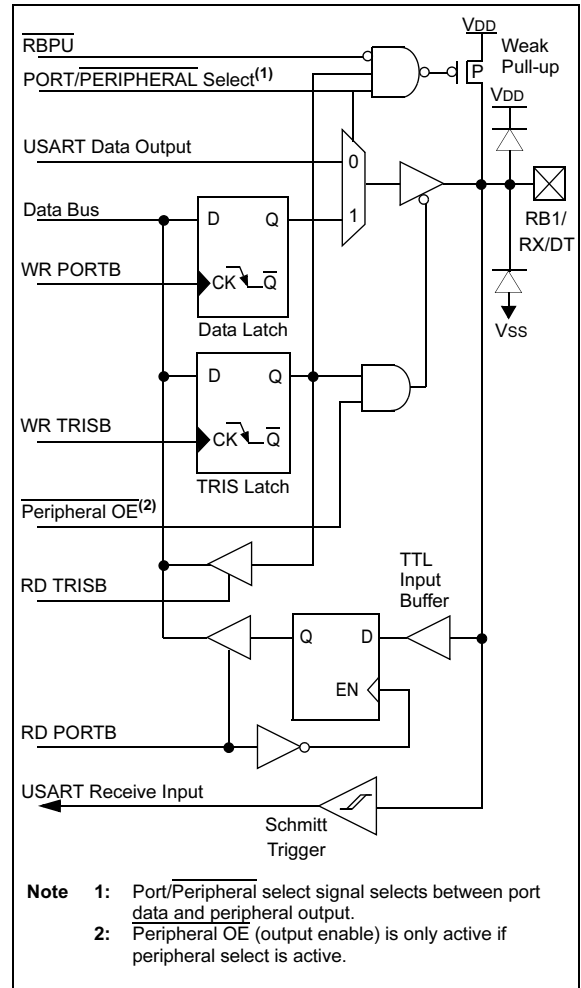 VDD
RBPU
Weak
Pull-up
P
PORT/PERIPHERAL Select(1)
VDD
USART Data Output
0
Data Bus
D Q
1
RB1/
RX/DT
WR PORTB
CK Q
Data Latch
VSS
D Q
WR TRISB
CK Q
TRIS Latch
Peripheral OE(2)
TTL
Input
Buffer
RD TRISB
Q D
EN
RD PORTB
USART Receive Input
Schmitt
Trigger
Note 1: Port/Peripheral select signal selects between port
data and peripheral output.
2: Peripheral OE (output enable) is only active if
peripheral select is active.